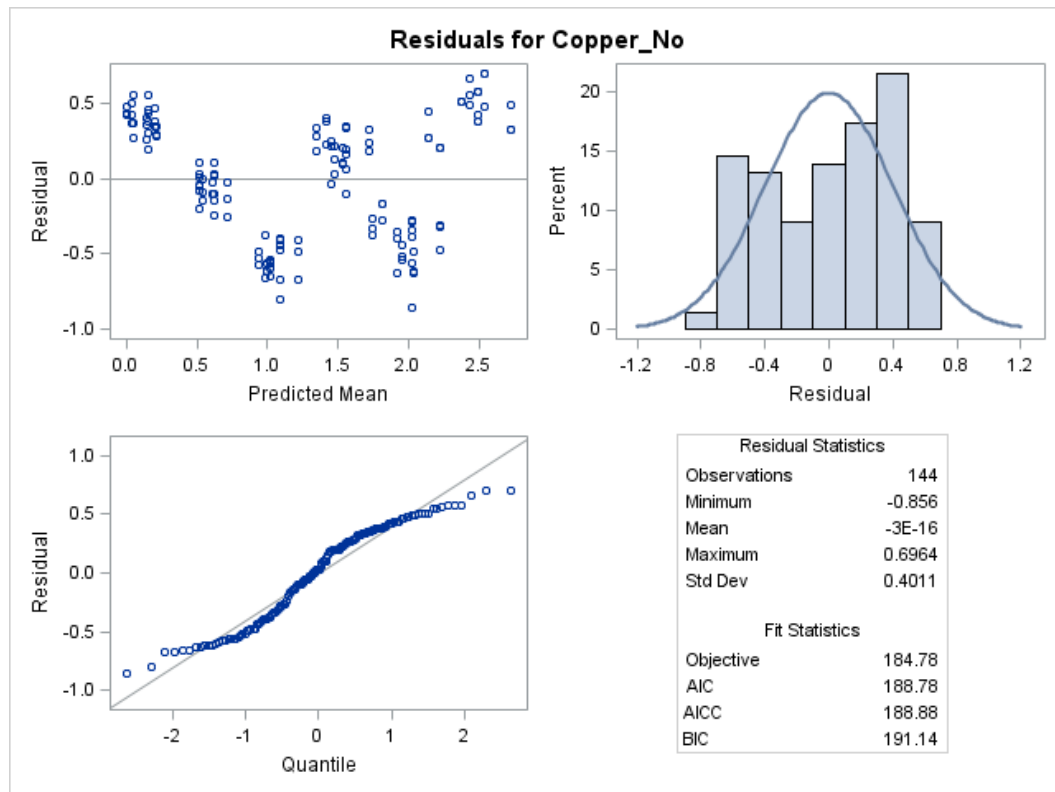 Residuals for Copper_No
Residual
0.5
0.0
-0.5
-1.0
0.0 0.5 1.0 1.5 2.0 2.5
Predicted Mean
Percent
20
15
10
5
0
-1.2 -0.8 -0.4 0 0.4 0.8 1.2
Residual
Residual
1.0
0.5
0.0
-0.5
-1.0
-2 -1 0 1 2
Quantile
Residual Statistics
Observations 144
Minimum -0.856
Mean -3E-16
Maximum 0.6964
Std Dev 0.4011
Fit Statistics
Objective 184.78
AIC 188.78
AICC 188.88
BIC 191.14